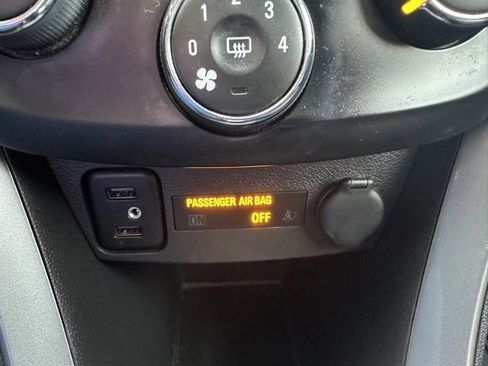 0 1 2 3 4
PASSENGER AIR BAG
ON OFF